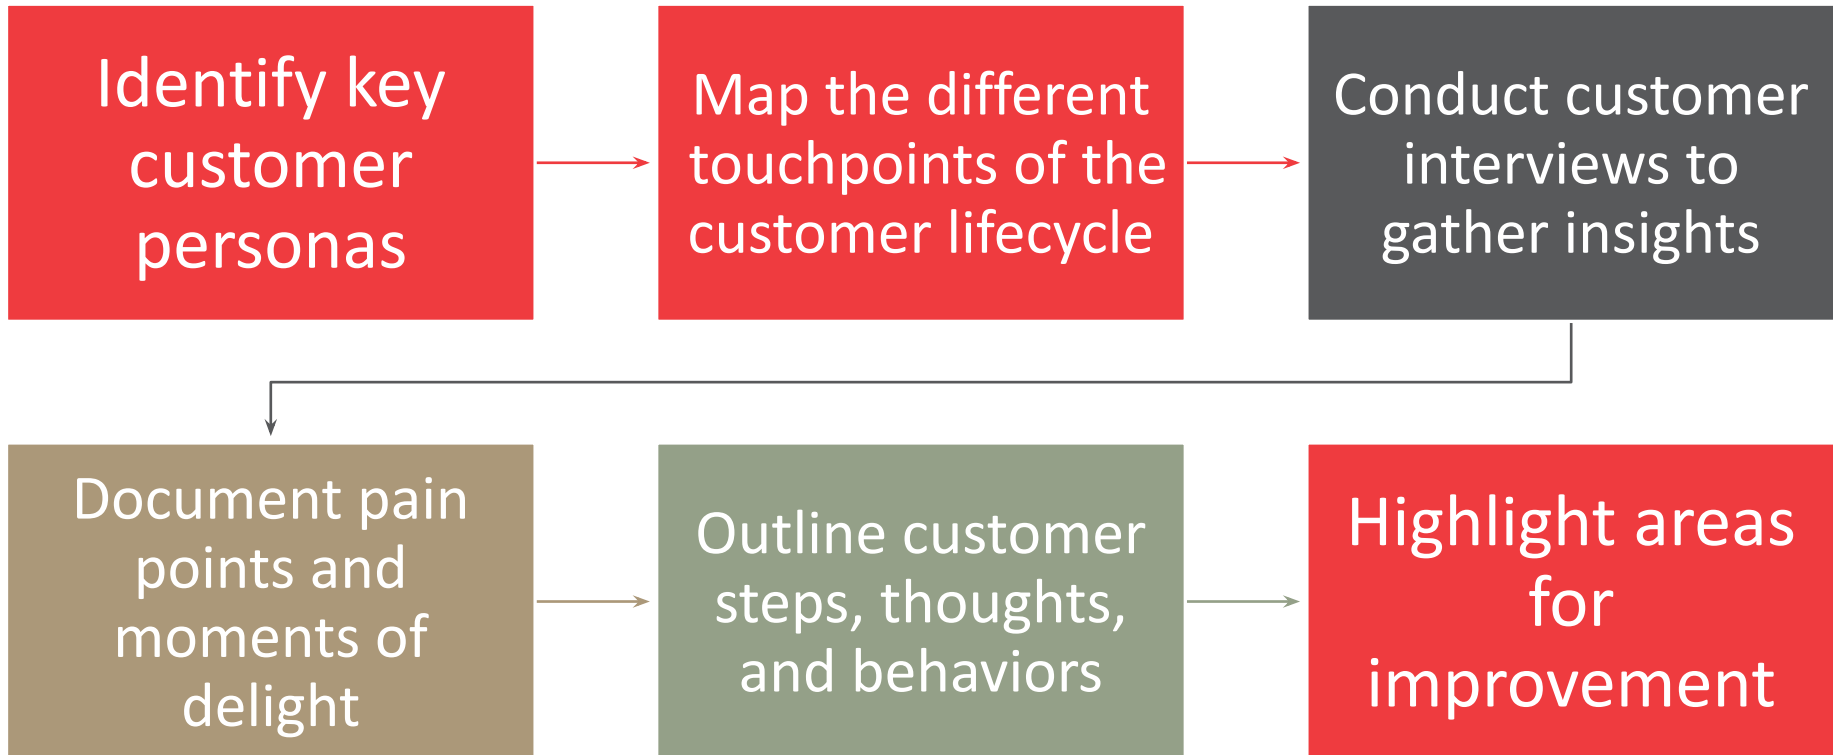 Identify key
customer
personas
Map the different
touchpoints of the
customer lifecycle
Conduct customer
interviews to
gather insights
Document pain
points and
moments of
delight
Outline customer
steps, thoughts,
and behaviors
Highlight areas
for
improvement